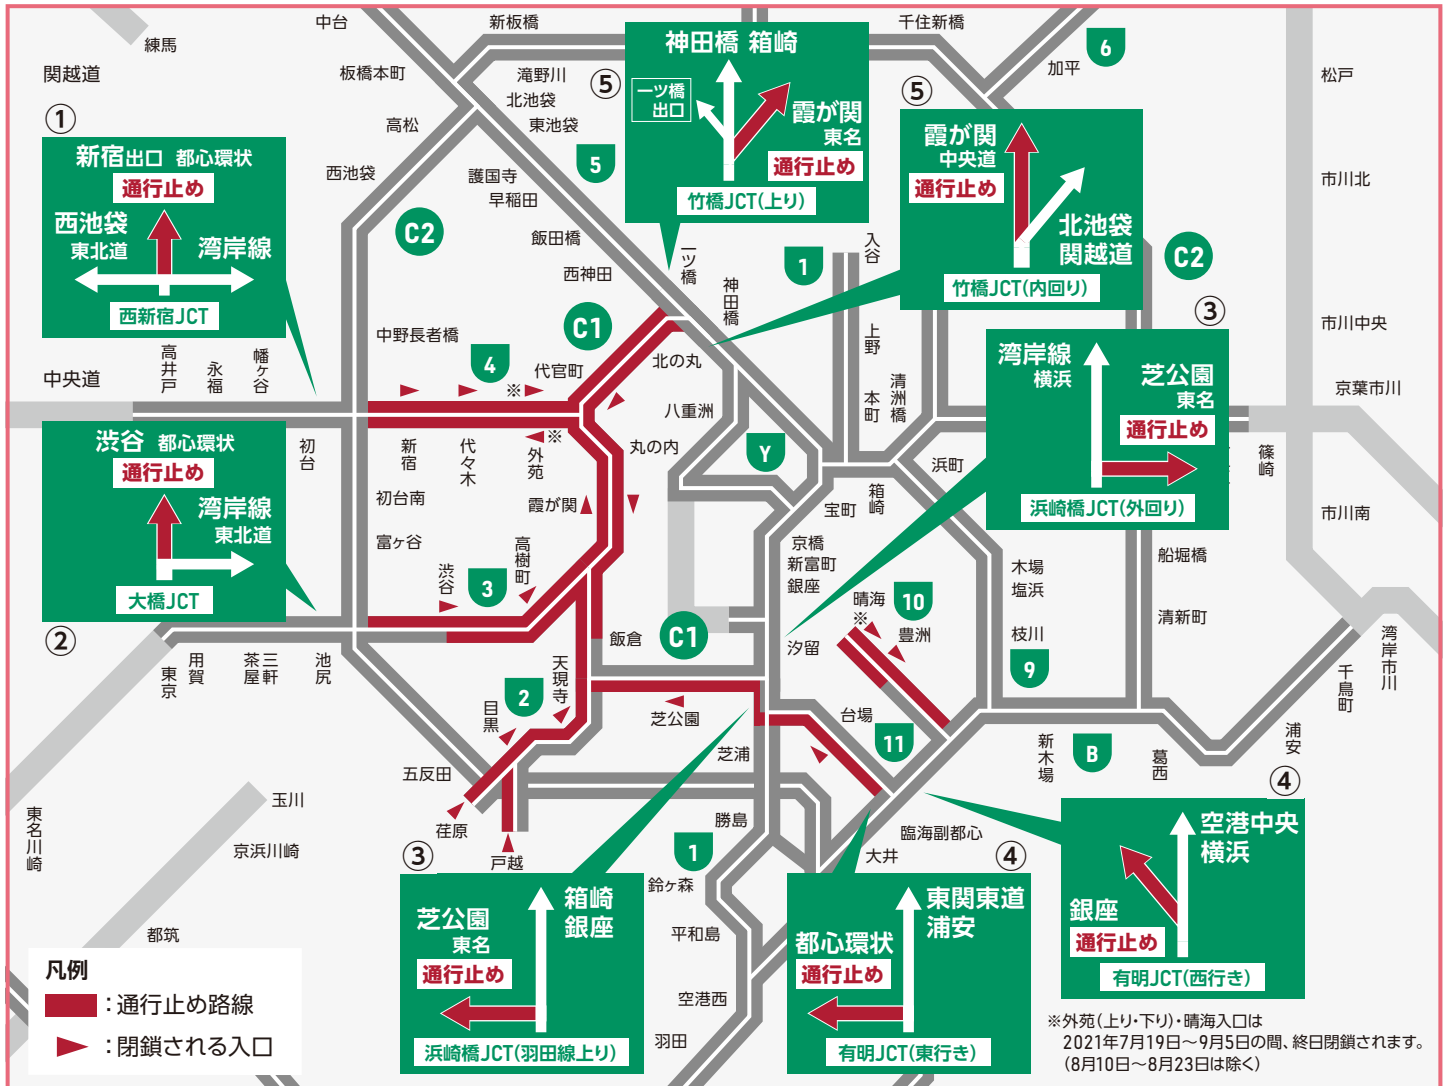 中台
新板橋
千住新橋
練馬
関越道
板橋本町
滝野川
北池袋
東池袋
高松
西池袋
5
護国寺
早稲田
飯田橋
西神田
C2
6
加平
松戸
市川北
市川中央
京葉市川
市川南
⑤
神田橋 箱崎
一ツ橋
出口
霞が関
東名
通行止め
竹橋JCT(上り)
⑤
霞が関
中央道
通行止め
北池袋
関越道
竹橋JCT(内回り)
①
新宿出口 都心環状
通行止め
西池袋
東北道
湾岸線
西新宿JCT
中央道
高井戸
永福
幡ヶ谷
初台
中野長者橋
4
※
代官町
C1
一ツ橋
神田橋
北の丸
八重洲
丸の内
Y
1
入谷
上野
本町
清洲橋
浜町
箱崎
宝町
C2
篠崎
③
湾岸線
横浜
芝公園
東名
通行止め
浜崎橋JCT(外回り)
新宿
代々木
外苑
※
初台南
富ヶ谷
霞が関
渋谷
3
高樹町
渋谷 都心環状
通行止め
湾岸線
東北道
大橋JCT
②
東京
用賀
三軒
茶屋
池尻
飯倉
C1
京橋
新富町
銀座
汐留
晴海
※
10
豊洲
木場
塩浜
枝川
9
船堀橋
清新町
湾岸市川
千鳥町
浦安
葛西
B
新木場
天現寺
2
目黒
五反田
荏原
戸越
芝公園
芝浦
台場
11
勝島
1
鈴ヶ森
平和島
空港西
羽田
大井
臨海副都心
玉川
東名川崎
京浜川崎
都筑
③
芝公園
東名
通行止め
箱崎
銀座
浜崎橋JCT(羽田線上り)
④
東関東道
浦安
都心環状
通行止め
有明JCT(東行き)
④
空港中央
横浜
銀座
通行止め
有明JCT(西行き)
凡例
：通行止め路線
：閉鎖される入口
※外苑（上り・下り）・晴海入口は
2021年7月19日～9月5日の間、終日閉鎖されます。
（8月10日～8月23日は除く）